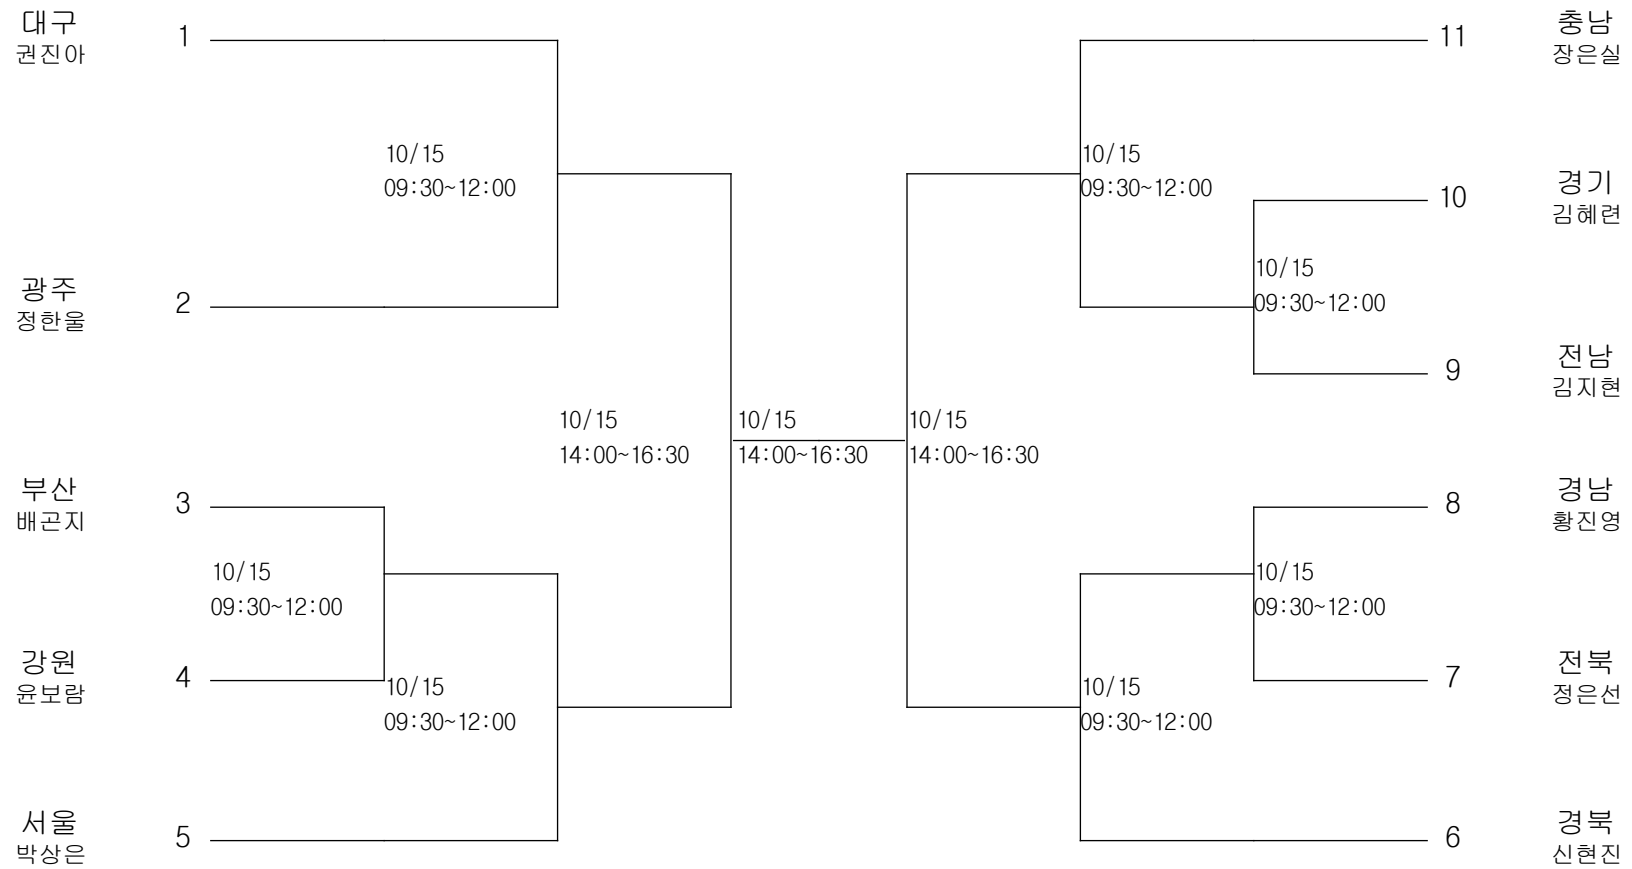 대구
권진아
1
11
충남
장은실
10/15
09:30~12:00
10/15
09:30~12:00
10
경기
김혜련
광주
정한울
2
10/15
09:30~12:00
9
전남
김지현
10/15
14:00~16:30
10/15
14:00~16:30
10/15
14:00~16:30
부산
배곤지
3
8
경남
황진영
10/15
09:30~12:00
10/15
09:30~12:00
강원
윤보람
4
10/15
09:30~12:00
10/15
09:30~12:00
7
전북
정은선
서울
박상은
5
6
경북
신현진